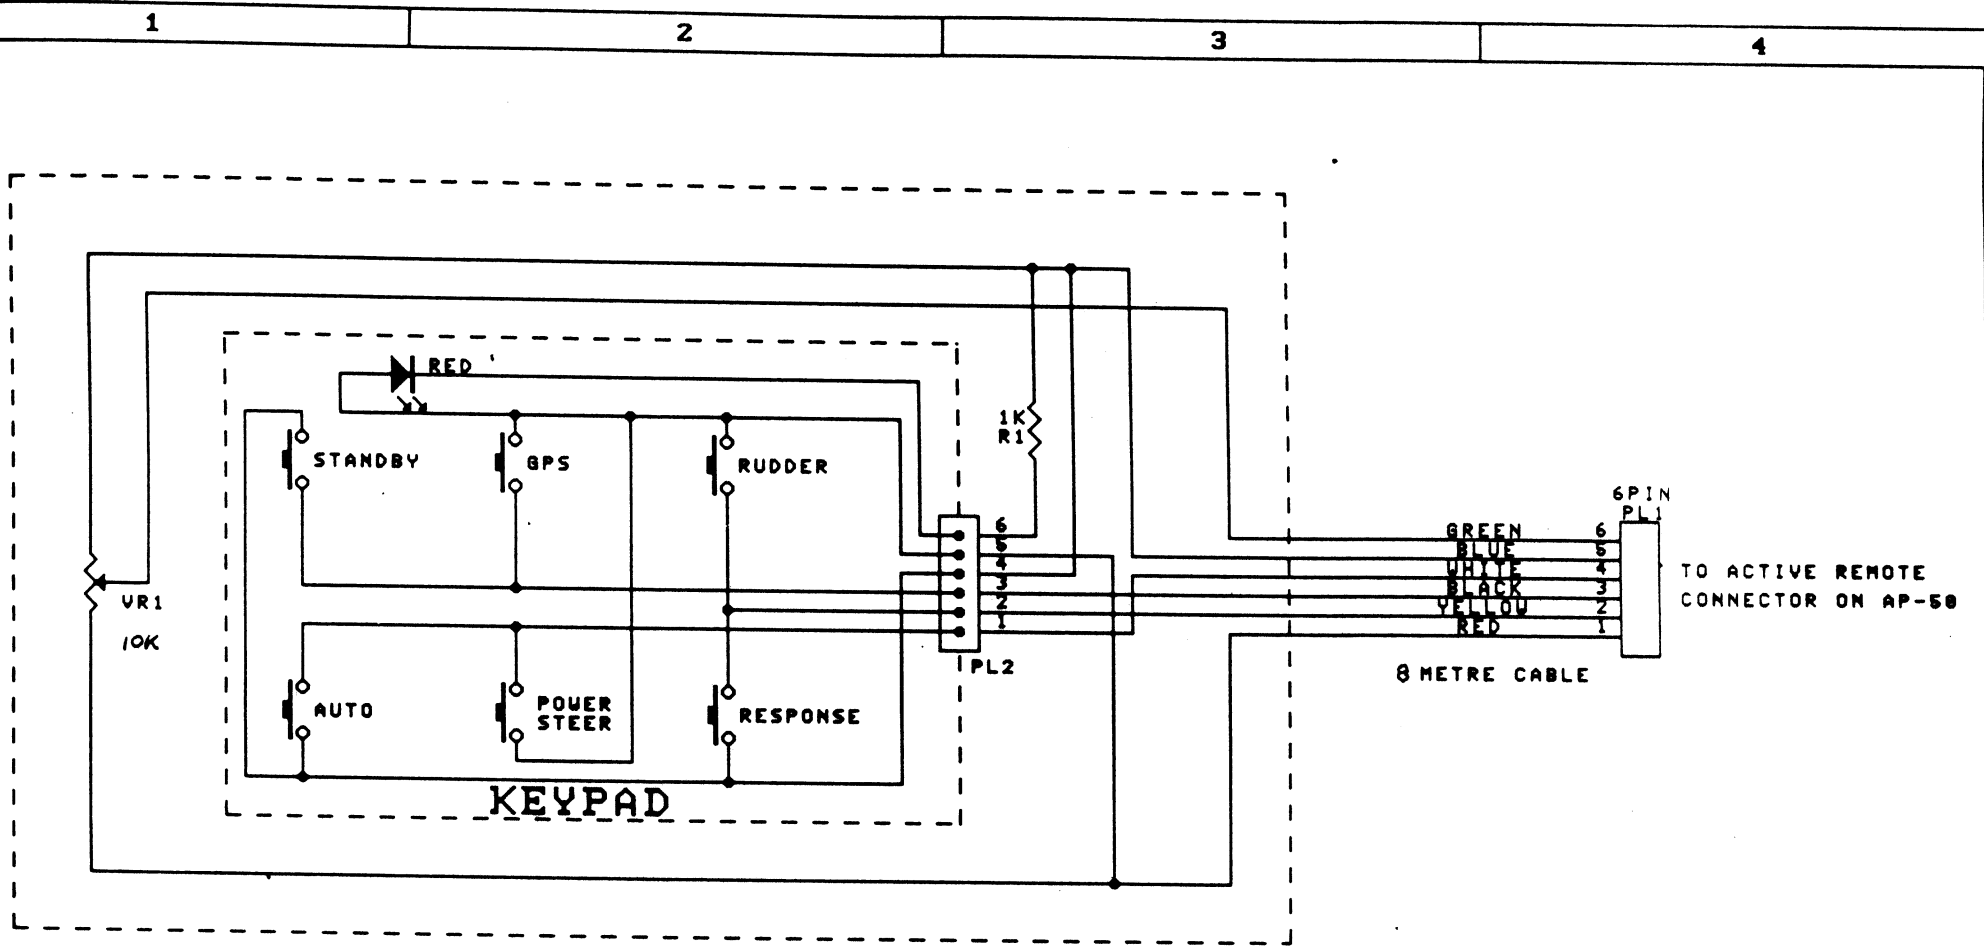 1 2 3 4
RED
STANDBY
GPS
RUDDER
1K
R1
6
5
4
3
2
1
PL2
VR1
10K
AUTO
POWER
STEER
RESPONSE
KEYPAD
6PIN
PL1
GREEN 6
BLUE 5
WHITE 4
BLACK 3
YELLOW 2
RED 1
TO ACTIVE REMOTE
CONNECTOR ON AP-50
8 METRE CABLE